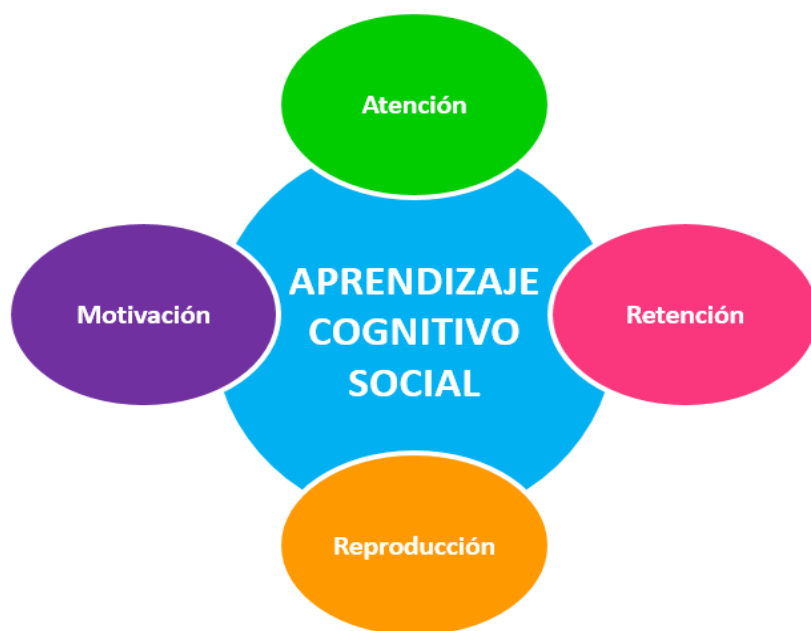 Atención
Motivación
APRENDIZAJE
COGNITIVO
SOCIAL
Retención
Reproducción